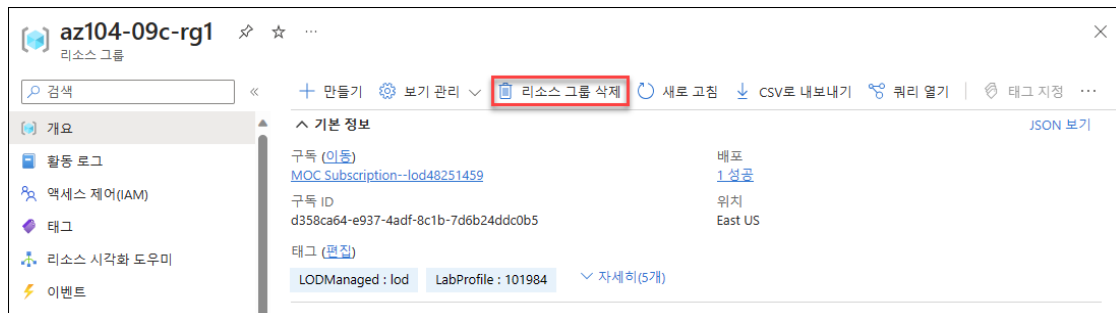 az104-09c-rg1
리소스 그룹
검색
만들기 보기 관리 리소스 그룹 삭제 새로 고침 CSV로 내보내기 쿼리 열기 태그 지정
개요
활동 로그
액세스 제어(IAM)
태그
리소스 시각화 도우미
이벤트
기본 정보 JSON 보기
구독 (이동) 배포
MOC Subscription--lod48251459 1 성공
구독 ID 위치
d358ca64-e937-4adf-8c1b-7d6b24ddc0b5 East US
태그 (편집)
LODManaged : lod LabProfile : 101984 자세히(5개)